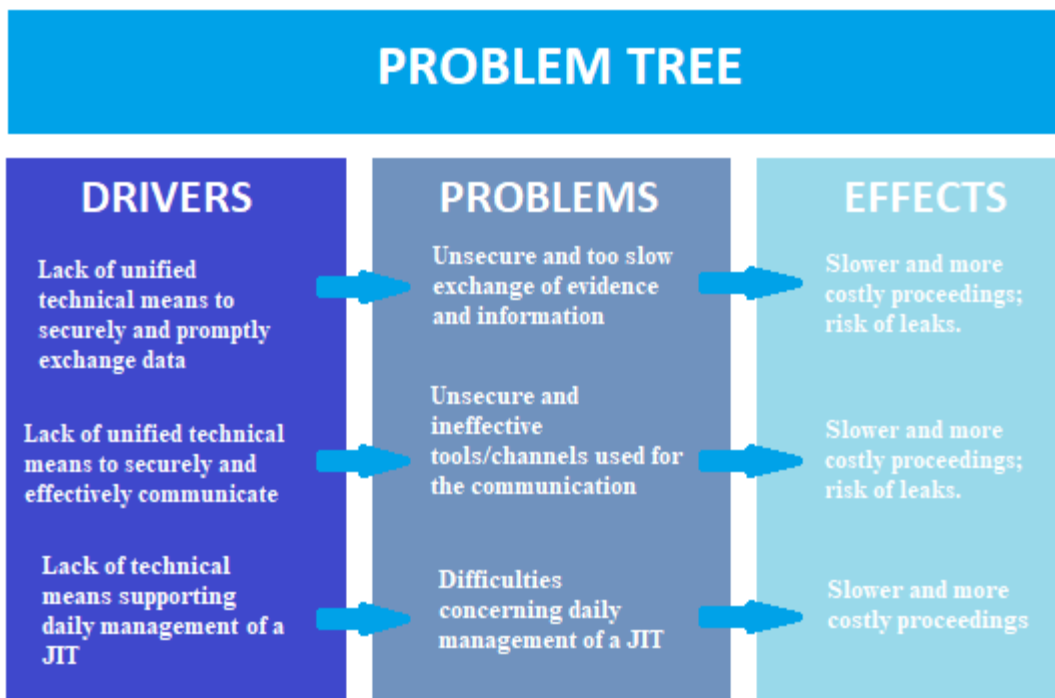 PROBLEM TREE
DRIVERS
Lack of unified
technical means to
securely and promptly
exchange data
Lack of unified technical
means to securely and
effectively communicate
Lack of technical
means supporting
daily management of a
JIT
PROBLEMS
Unsecure and too slow
exchange of evidence
and information
Unsecure and
ineffective
tools/channels used for
the communication
Difficulties
concerning daily
management of a JIT
EFFECTS
Slower and more
costly proceedings;
risk of leaks.
Slower and more
costly proceedings;
risk of leaks.
Slower and more
costly proceedings